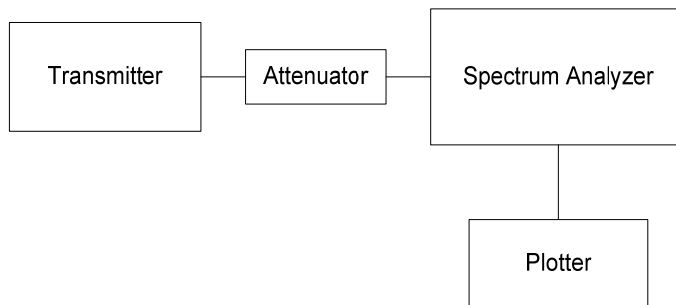 Transmitter
Attenuator
Spectrum Analyzer
Plotter